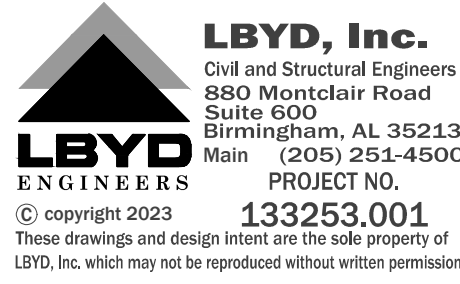 LBYD
ENGINEERS
LBYD, Inc.
Civil and Structural Engineers
880 Montclair Road
Suite 600
Birmingham, AL 35213
Main (205) 251-4500
PROJECT NO.
© copyright 2023
133253.001
These drawings and design intent are the sole property of
LBYD, Inc. which may not be reproduced without written permission